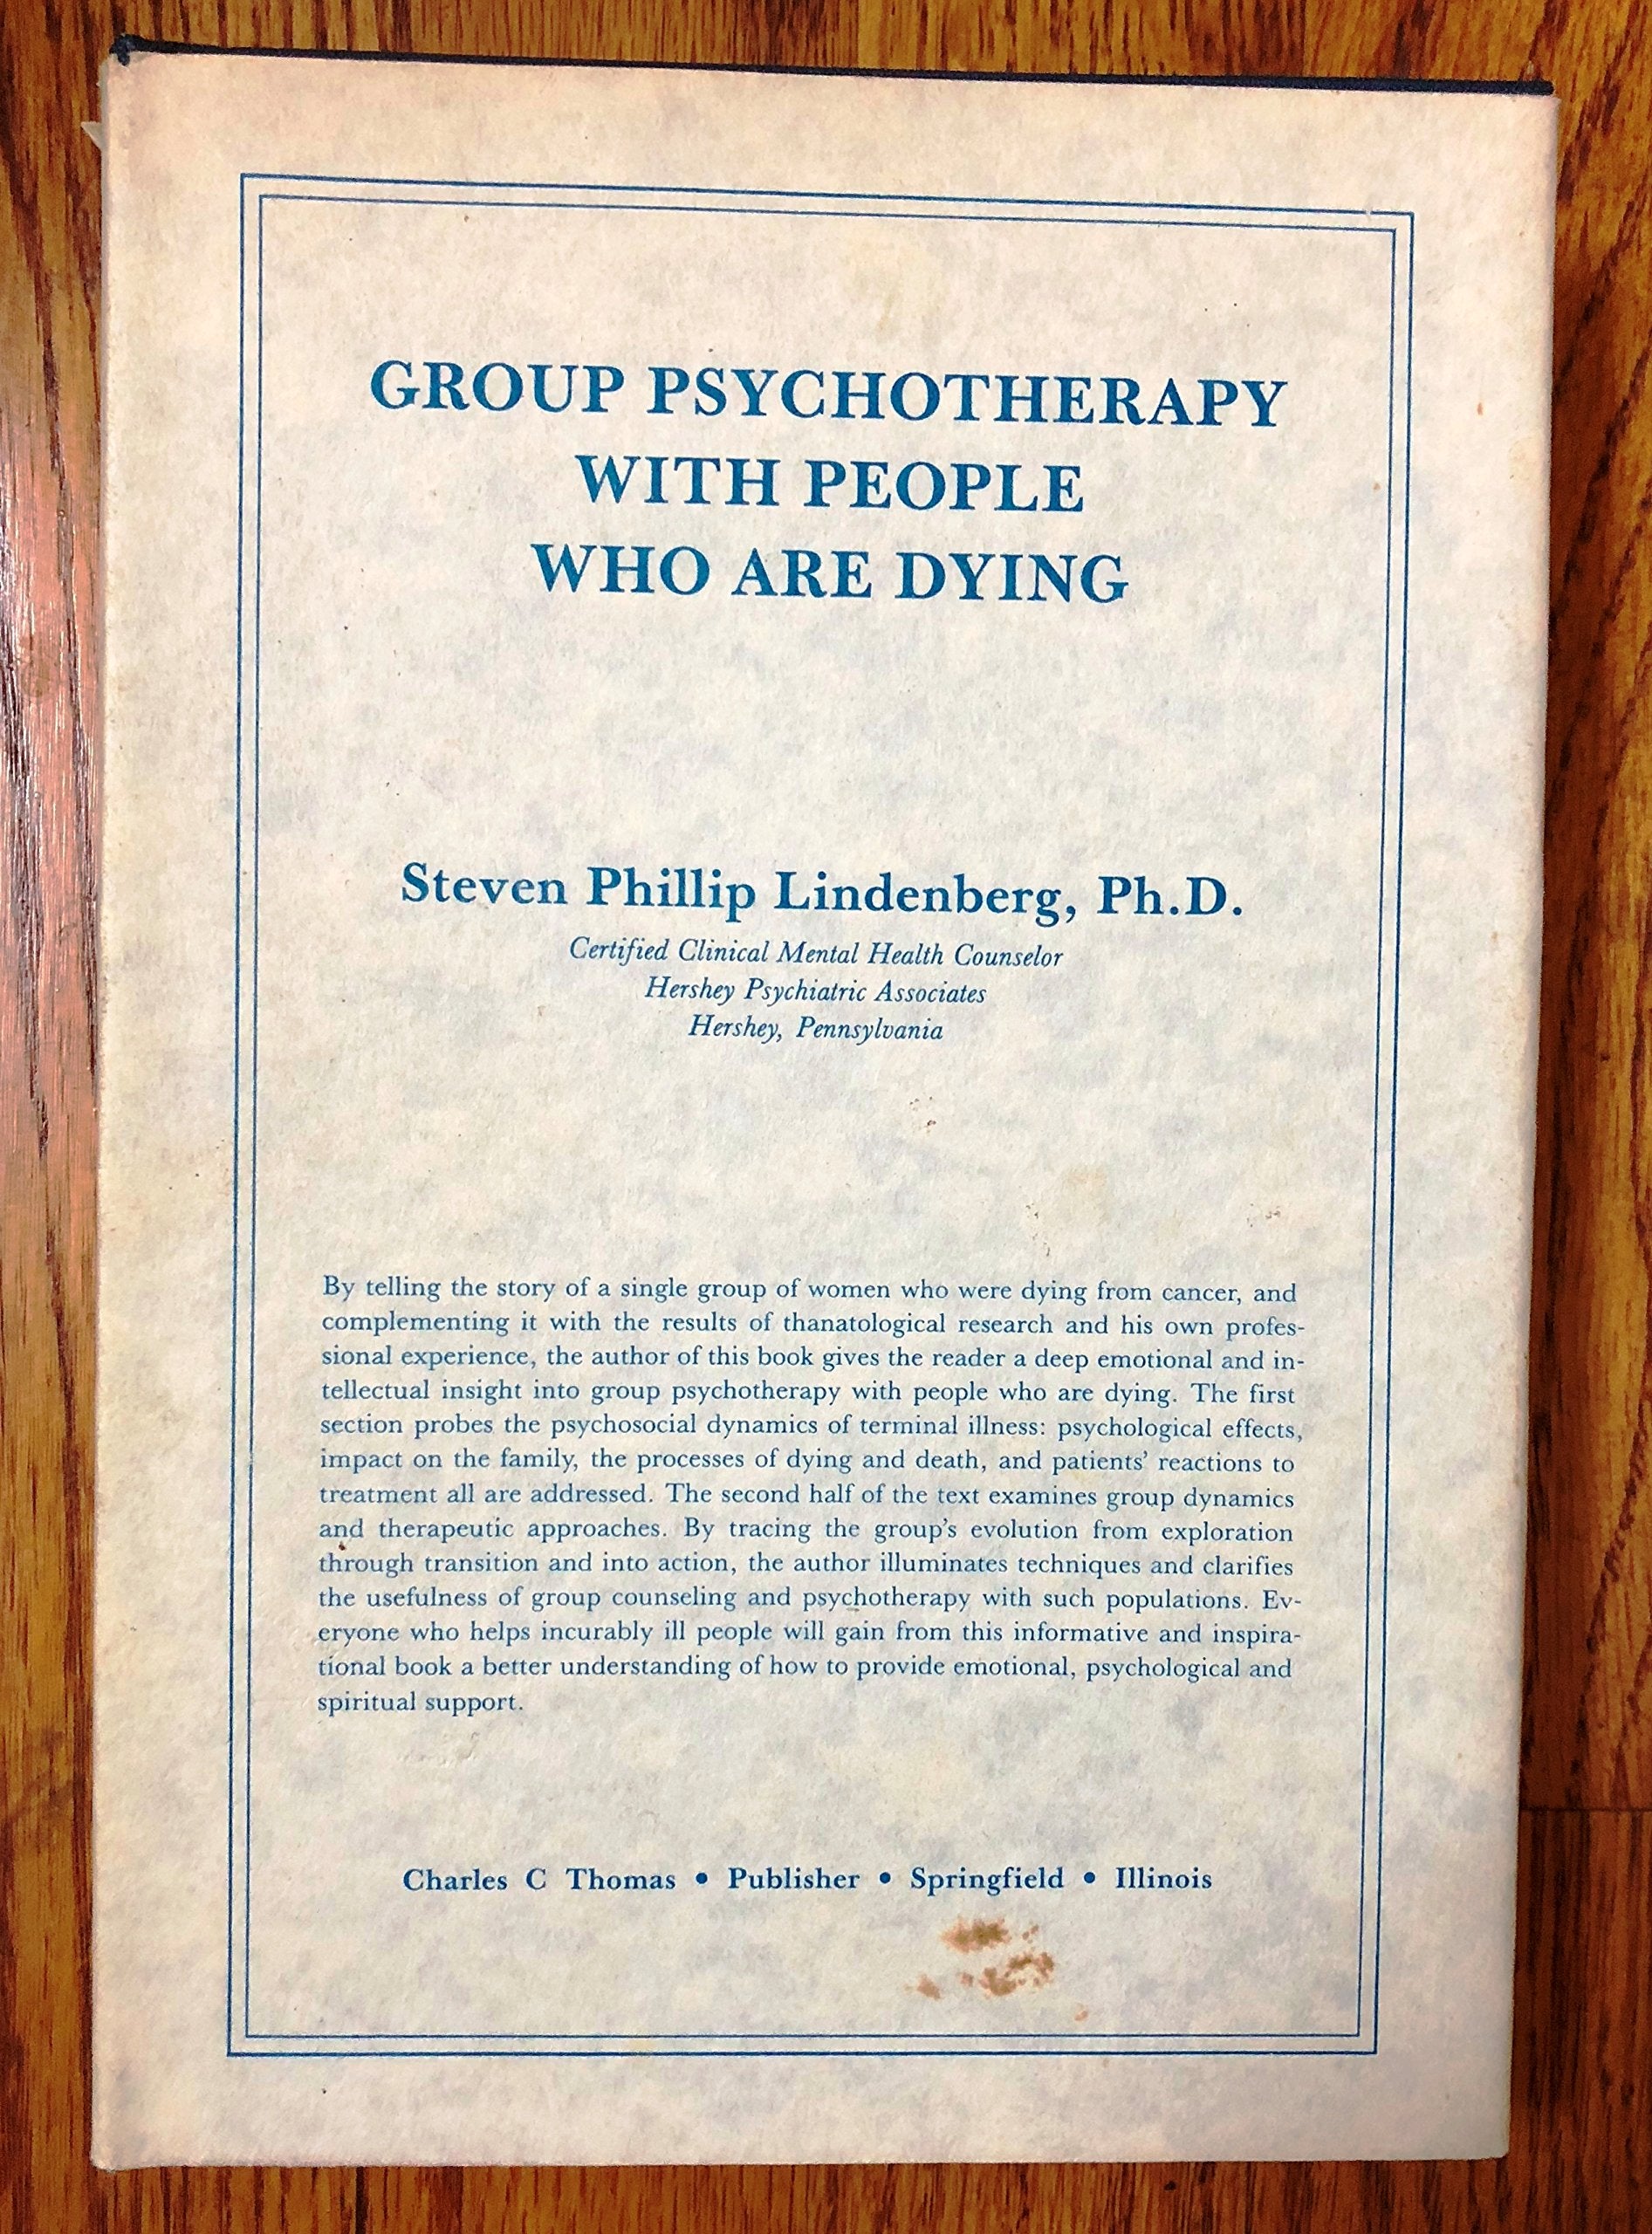 GROUP PSYCHOTHERAPY
WITH PEOPLE
WHO ARE DYING
Steven Phillip Lindenberg, Ph.D.
Certified Clinical Mental Health Counselor
Hershey Psychiatric Associates
Hershey, Pennsylvania
By telling the story of a single group of women who were dying from cancer, and
complementing it with the results of thanatological research and his own profes-
sional experience, the author of this book gives the reader a deep emotional and in-
tellectual insight into group psychotherapy with people who are dying. The first
section probes the psychosocial dynamics of terminal illness: psychological effects,
impact on the family, the processes of dying and death, and patients' reactions to
treatment all are addressed. The second half of the text examines group dynamics
and therapeutic approaches. By tracing the group's evolution from exploration
through transition and into action, the author illuminates techniques and clarifies
the usefulness of group counseling and psychotherapy with such populations. Ev-
eryone who helps incurably ill people will gain from this informative and inspira-
tional book a better understanding of how to provide emotional, psychological and
spiritual support.
Charles C Thomas • Publisher • Springfield • Illinois